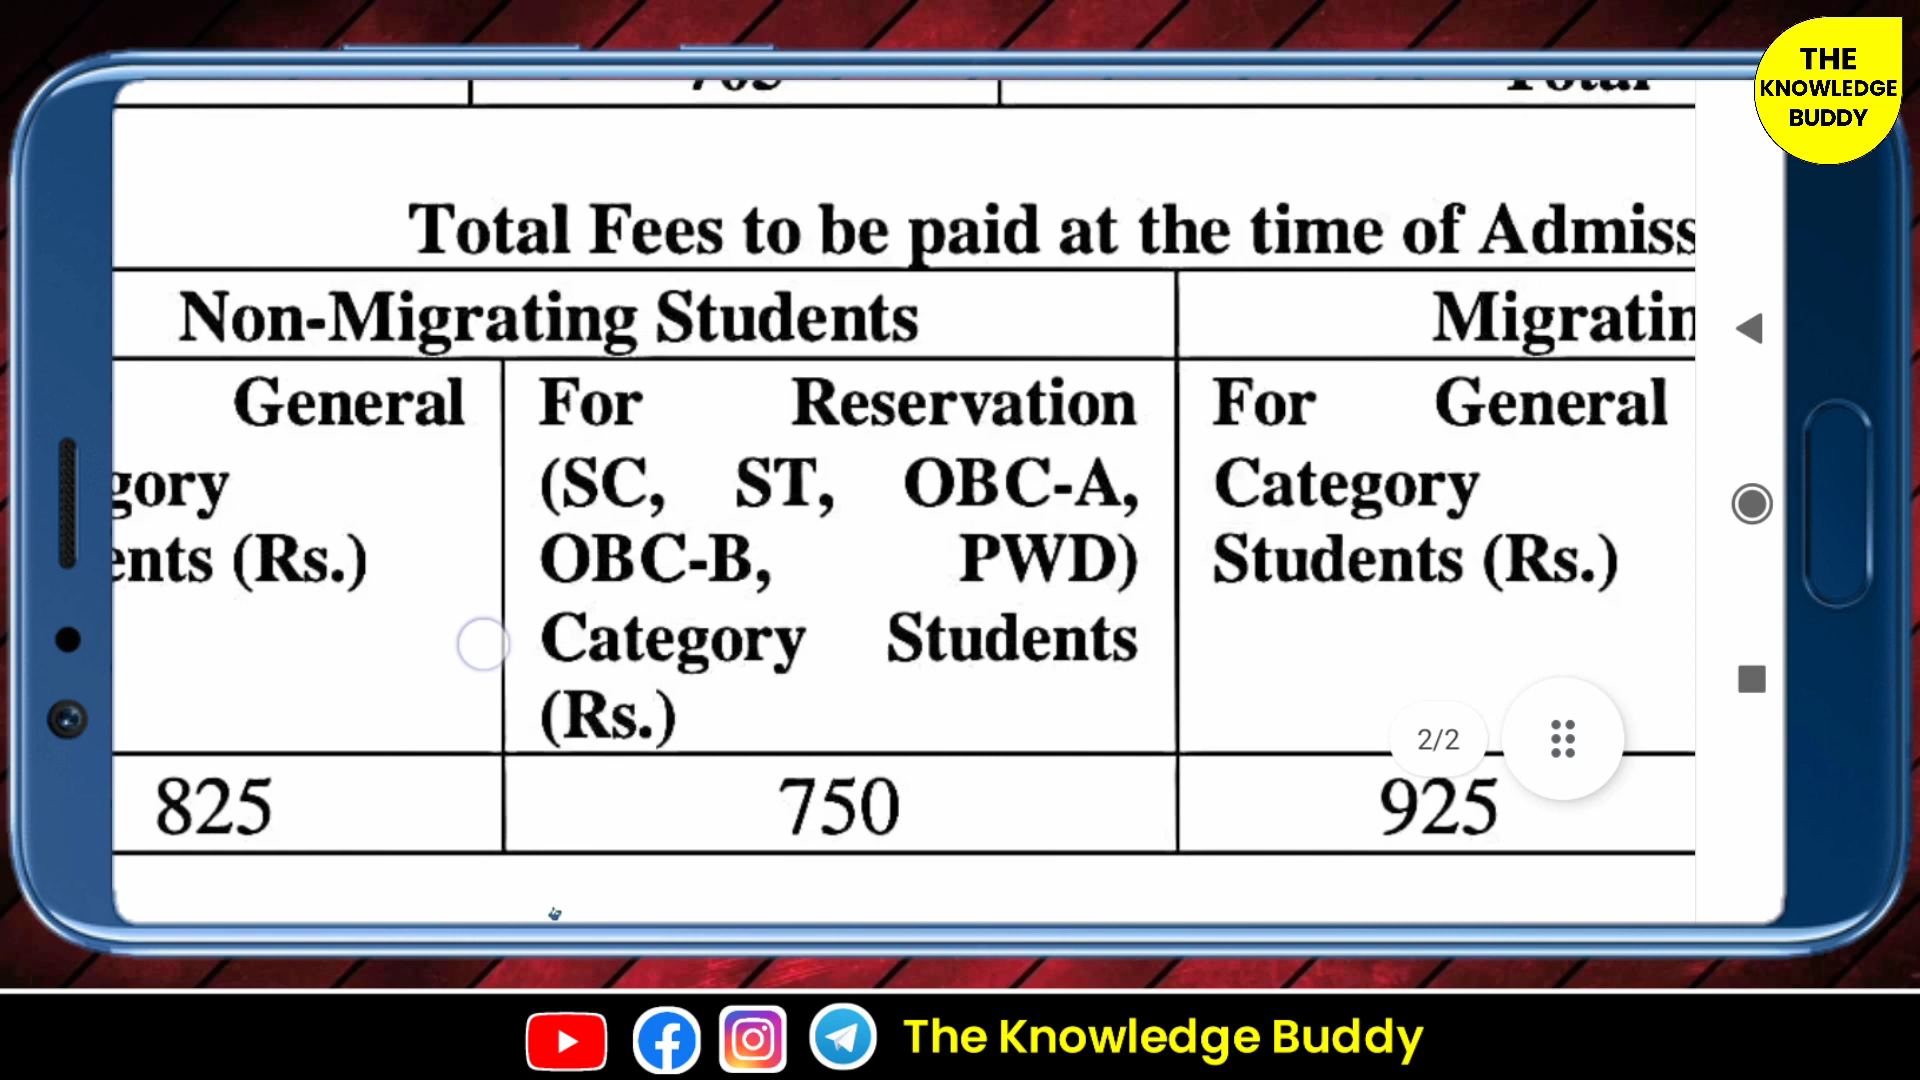 THE
KNOWLEDGE
BUDDY
Total
Total Fees to be paid at the time of Admiss
Non-Migrating Students
Migratin
General
gory
ents (Rs.)
For Reservation
(SC, ST, OBC-A,
OBC-B, PWD)
Category Students
(Rs.)
For General
Category
Students (Rs.)
2/2
825
750
925
The Knowledge Buddy